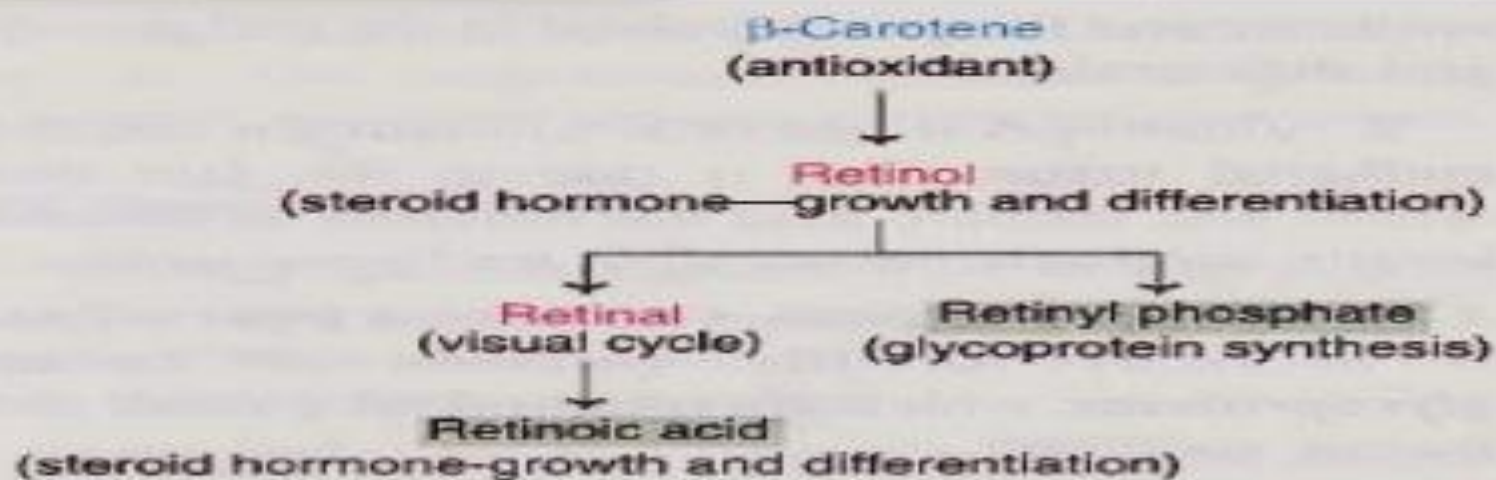 β-Carotene
(antioxidant)
Retinol
(steroid hormone—growth and differentiation)
Retinal
(visual cycle)
Retinyl phosphate
(glycoprotein synthesis)
Retinoic acid
(steroid hormone-growth and differentiation)